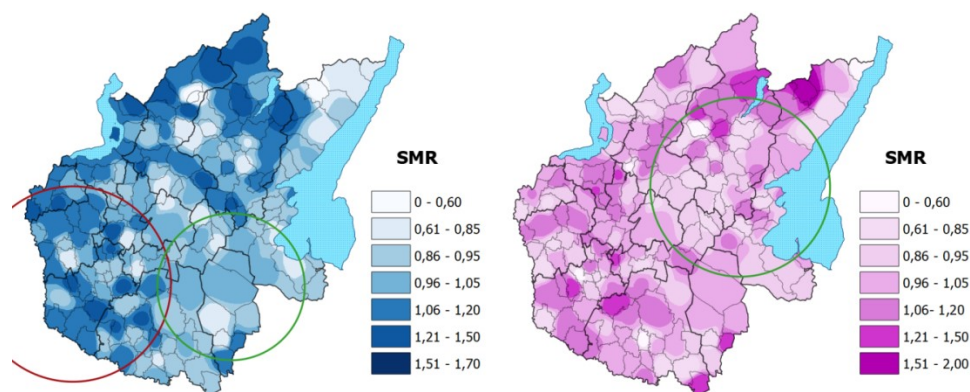 SMR
0 - 0,60
0,61 - 0,85
0,86 - 0,95
0,96 - 1,05
1,06 - 1,20
1,21 - 1,50
1,51 - 1,70
SMR
0 - 0,60
0,61 - 0,85
0,86 - 0,95
0,96 - 1,05
1,06- 1,20
1,21 - 1,50
1,51 - 2,00